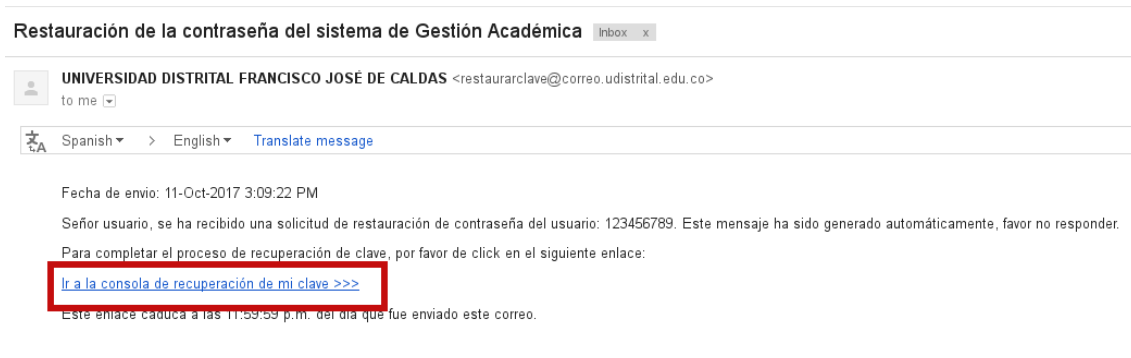 Restauración de la contraseña del sistema de Gestión Académica Inbox x
UNIVERSIDAD DISTRITAL FRANCISCO JOSÉ DE CALDAS <restaurarclave@correo.udistrital.edu.co>
to me
Spanish > English Translate message
Fecha de envio: 11-Oct-2017 3:09:22 PM
Señor usuario, se ha recibido una solicitud de restauración de contraseña del usuario: 123456789. Este mensaje ha sido generado automáticamente, favor no responder.
Para completar el proceso de recuperación de clave, por favor de click en el siguiente enlace:
Ir a la consola de recuperación de mi clave >>>
Este enlace caduca a las 11:59:59 p.m. del día que fue enviado este correo.